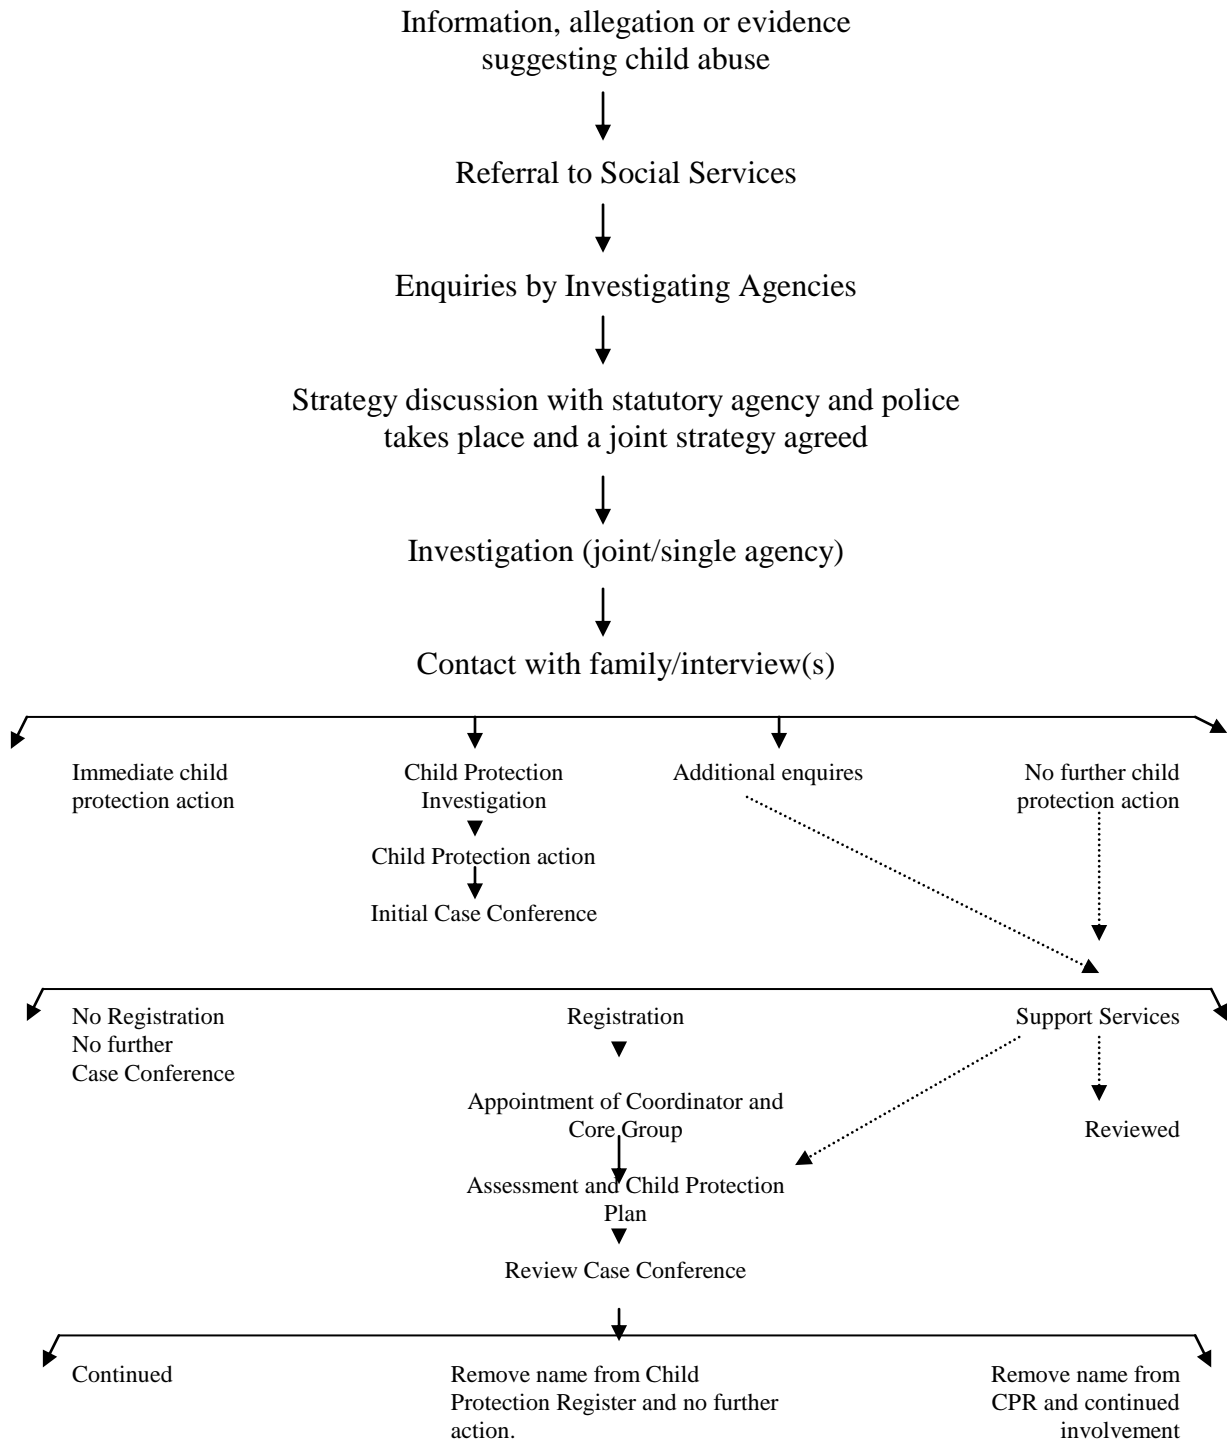 Information, allegation or evidence
suggesting child abuse
Referral to Social Services
Enquiries by Investigating Agencies
Strategy discussion with statutory agency and police
takes place and a joint strategy agreed
Investigation (joint/single agency)
Contact with family/interview(s)
Immediate child
protection action
Child Protection
Investigation
Child Protection action
Initial Case Conference
Additional enquires
No further child
protection action
No Registration
No further
Case Conference
Registration
Appointment of Coordinator and
Core Group
Assessment and Child Protection
Plan
Review Case Conference
Support Services
Reviewed
Continued
Remove name from Child
Protection Register and no further
action.
Remove name from
CPR and continued
involvement